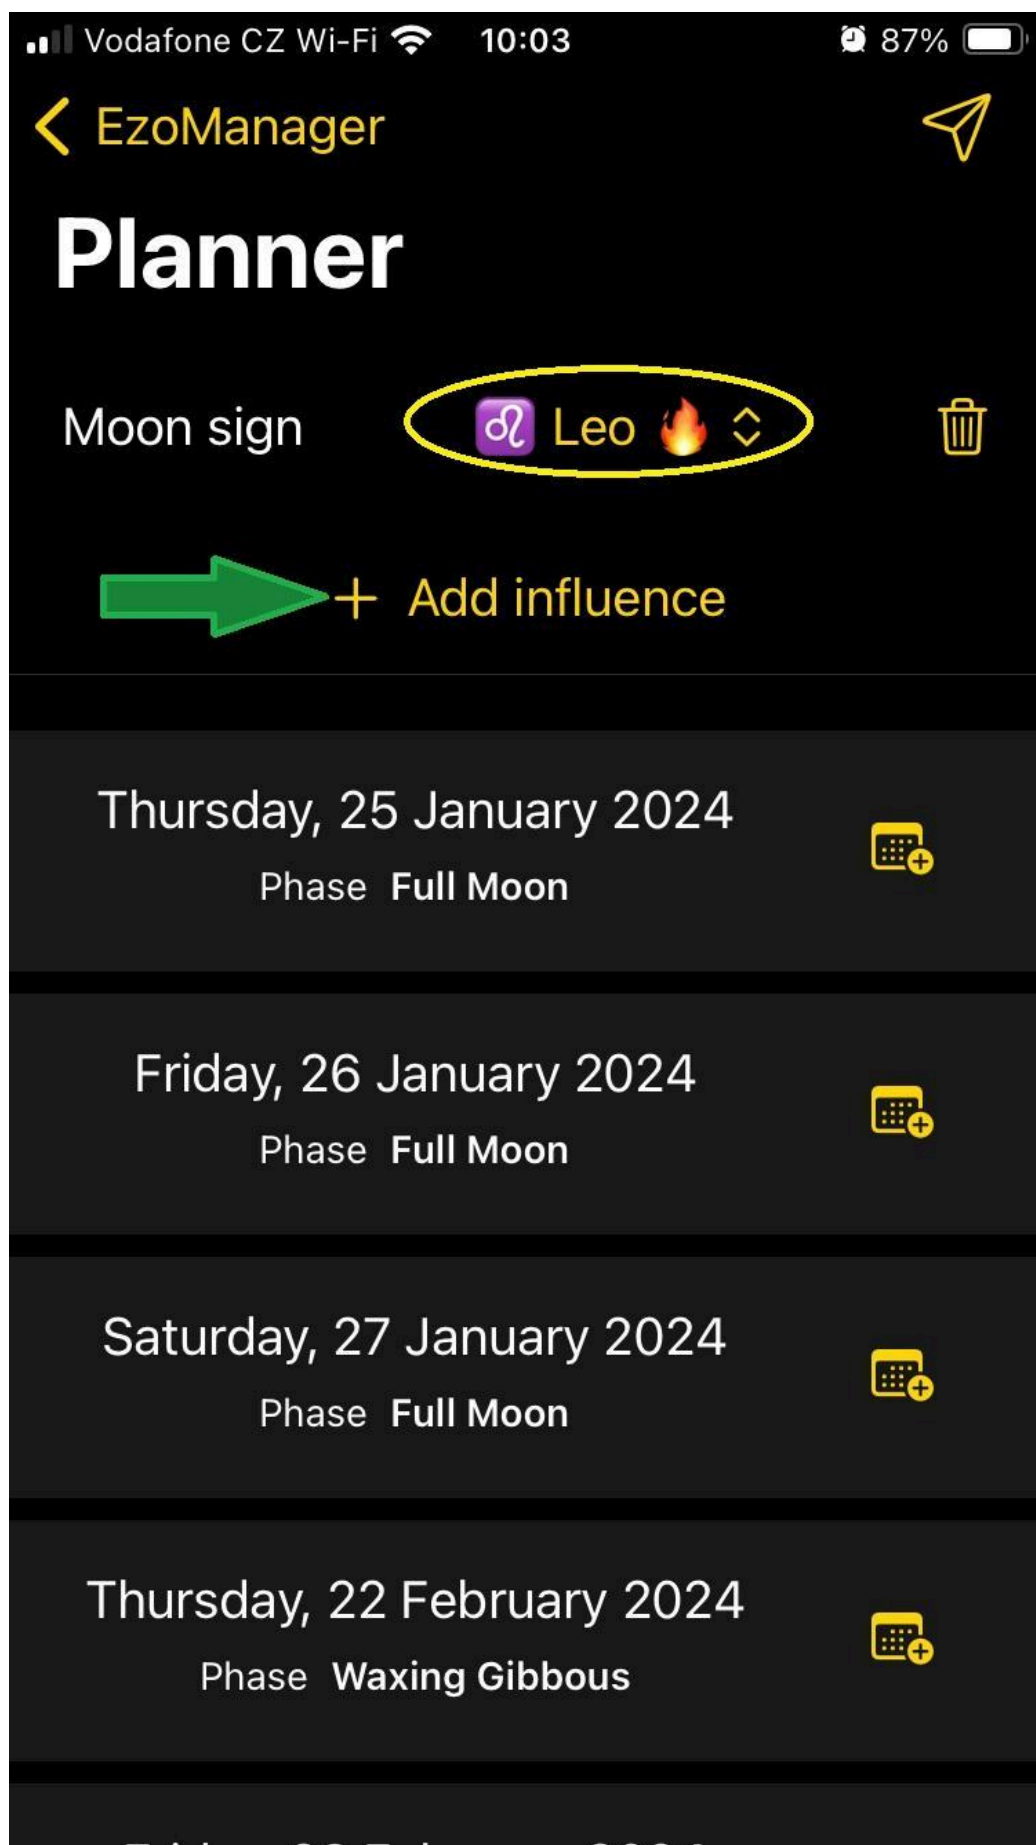 Vodafone CZ Wi-Fi 10:03 87%
EzoManager
Planner
Moon sign ♌ Leo 🔥
+ Add influence
Thursday, 25 January 2024
Phase Full Moon
Friday, 26 January 2024
Phase Full Moon
Saturday, 27 January 2024
Phase Full Moon
Thursday, 22 February 2024
Phase Waxing Gibbous